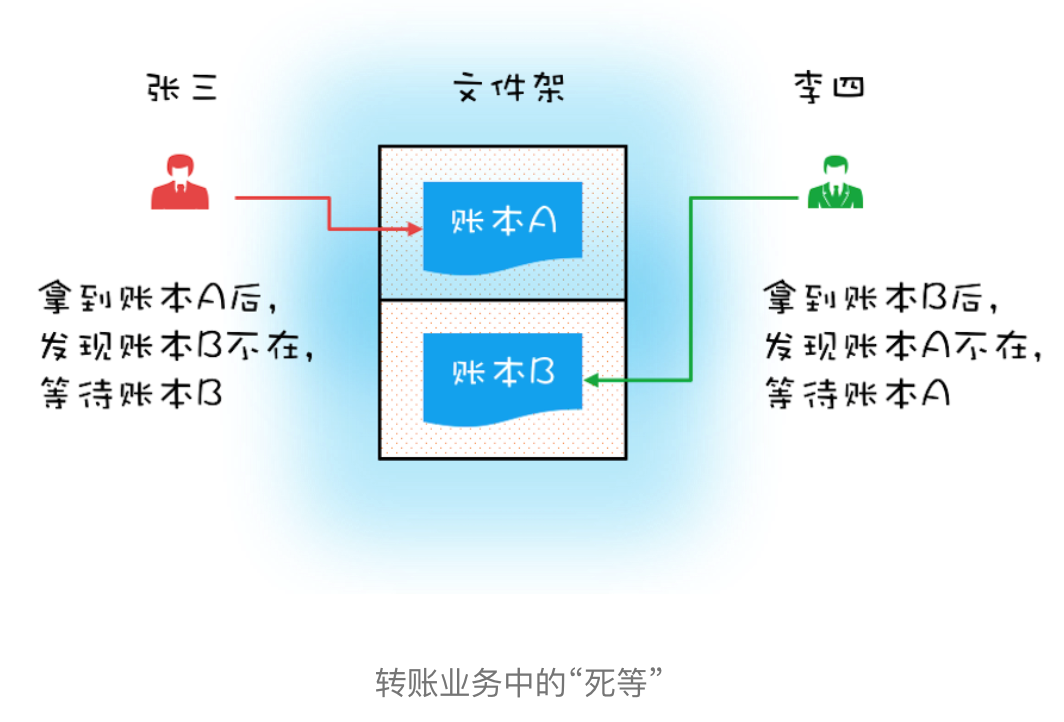 张三
文件架
李四
账本A
账本B
拿到账本A后，
发现账本B不在，
等待账本B
拿到账本B后，
发现账本A不在，
等待账本A
转账业务中的“死等”